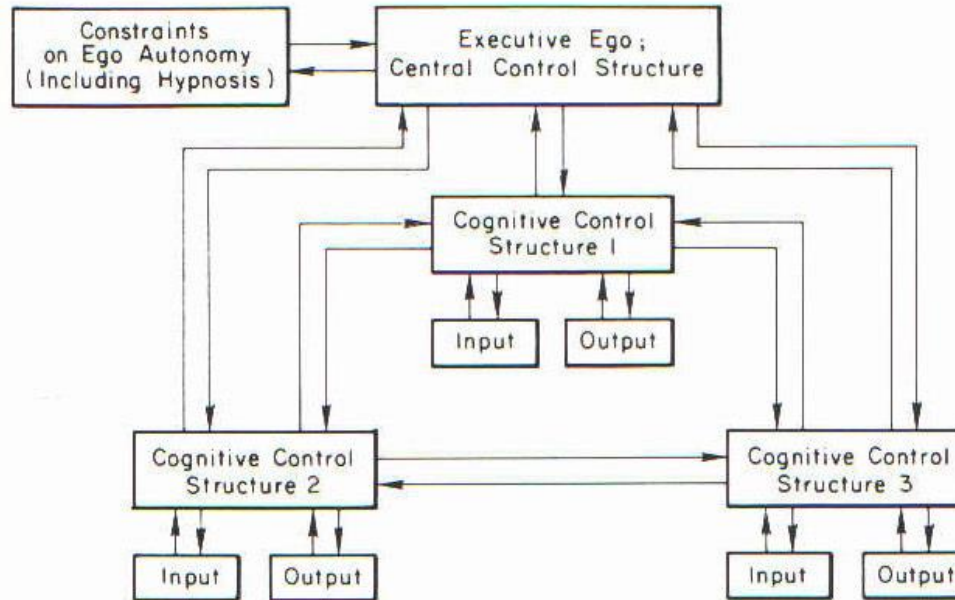 Constraints
on Ego Autonomy
(Including Hypnosis)
Executive Ego;
Central Control Structure
Cognitive Control
Structure 1
Input
Output
Cognitive Control
Structure 2
Cognitive Control
Structure 3
Input
Output
Input
Output